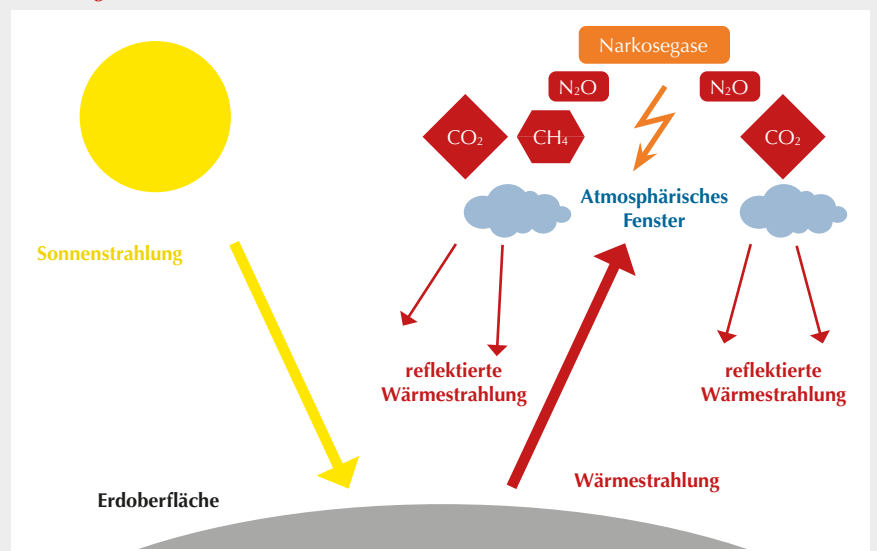 Narkosegase
N₂O
N₂O
CO₂
CH₄
CO₂
Atmosphärisches
Fenster
Sonnenstrahlung
reflektierte
Wärmestrahlung
reflektierte
Wärmestrahlung
Wärmestrahlung
Erdoberfläche